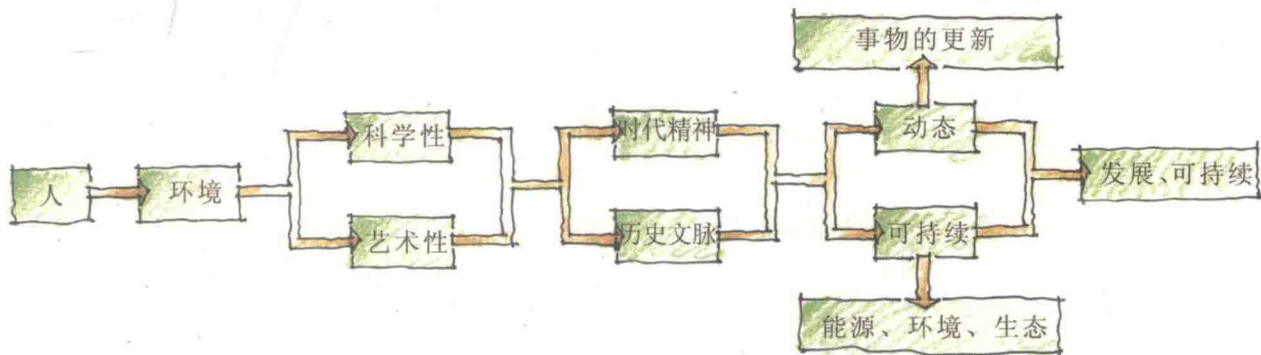 事物的更新
科学性
时代精神
动态
人
环境
发展、可持续
艺术性
历史文脉
可持续
能源、环境、生态